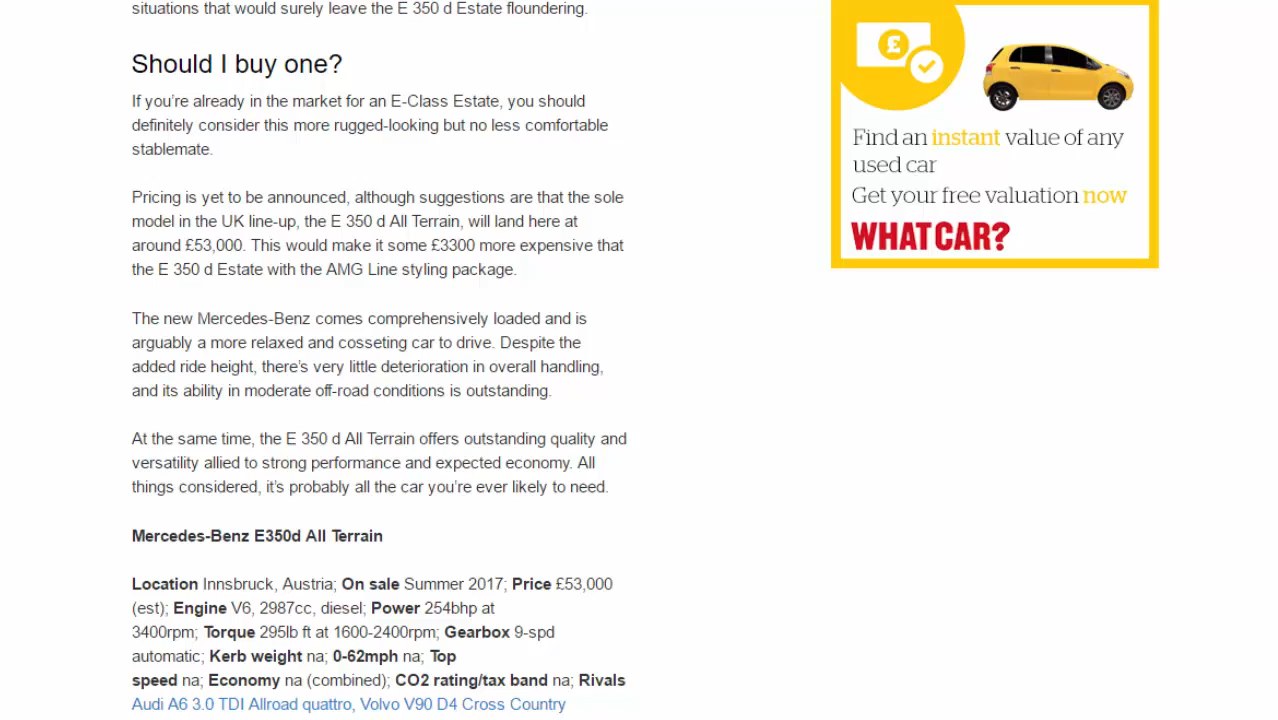 situations that would surely leave the E 350 d Estate floundering.
Should I buy one?
If you’re already in the market for an E-Class Estate, you should
definitely consider this more rugged-looking but no less comfortable
stablemate.
Pricing is yet to be announced, although suggestions are that the sole
model in the UK line-up, the E 350 d All Terrain, will land here at
around £53,000. This would make it some £3300 more expensive that
the E 350 d Estate with the AMG Line styling package.
The new Mercedes-Benz comes comprehensively loaded and is
arguably a more relaxed and cosseting car to drive. Despite the
added ride height, there’s very little deterioration in overall handling,
and its ability in moderate off-road conditions is outstanding.
At the same time, the E 350 d All Terrain offers outstanding quality and
versatility allied to strong performance and expected economy. All
things considered, it’s probably all the car you’re ever likely to need.
Mercedes-Benz E350d All Terrain
Location Innsbruck, Austria; On sale Summer 2017; Price £53,000
(est); Engine V6, 2987cc, diesel; Power 254bhp at
3400rpm; Torque 295lb ft at 1600-2400rpm; Gearbox 9-spd
automatic; Kerb weight na; 0-62mph na; Top
speed na; Economy na (combined); CO2 rating/tax band na; Rivals
Audi A6 3.0 TDI Allroad quattro, Volvo V90 D4 Cross Country
£
Find an instant value of any
used car
Get your free valuation now
WHAT CAR?